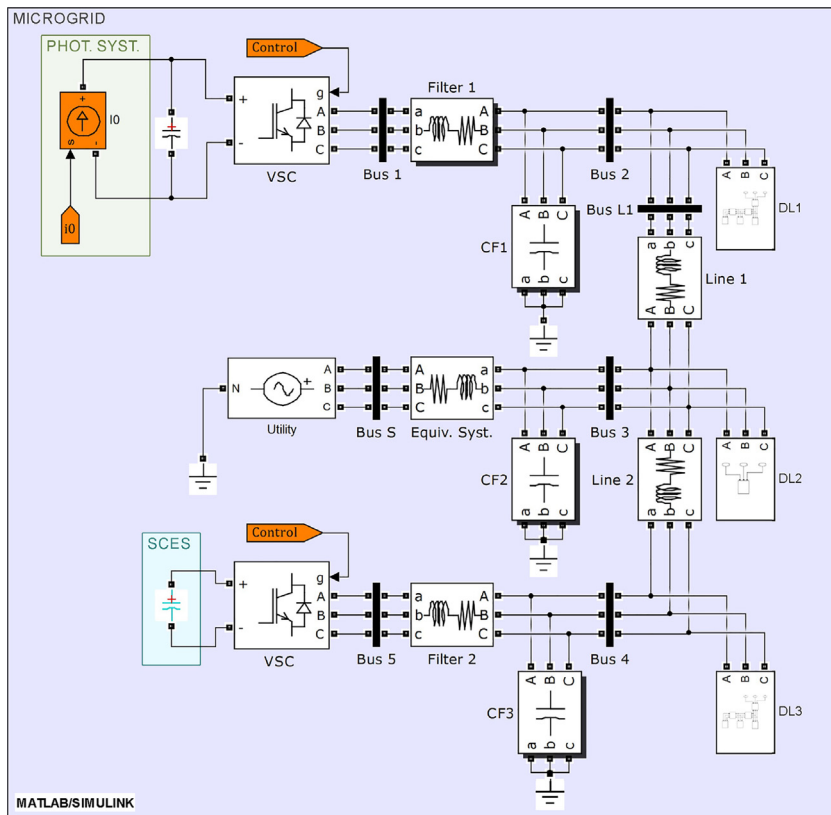 MICROGRID
PHOT. SYST.
Control
+
I0
s
-
i0
+
-
g
A
B
C
VSC
Bus 1
Filter 1
a
b
c
A
B
C
Bus 2
A B C
DL1
Bus L1
a b c
Line 1
A B C
A B C
CF1
a b c
N
+
A
B
C
Utility
Bus S
A
B
C
a
b
c
Equiv. Syst.
Bus 3
A B C
CF2
a b c
A B C
Line 2
a b c
A B C
DL2
SCES
Control
+
-
g
A
B
C
VSC
Bus 5
a
b
c
A
B
C
Filter 2
Bus 4
A B C
CF3
a b c
A B C
DL3
MATLAB/SIMULINK